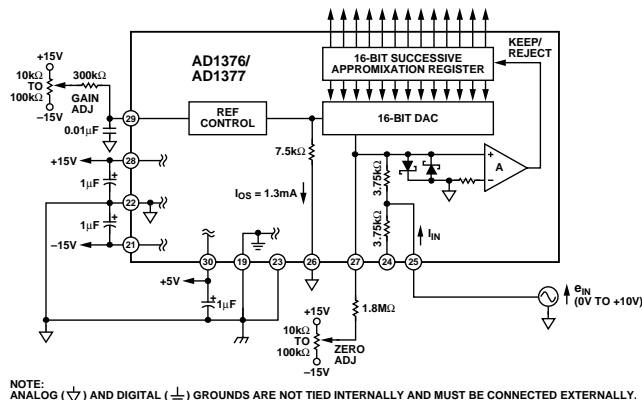 AD1376/
AD1377
16-BIT SUCCESSIVE
APPROMIXATION REGISTER
KEEP/
REJECT
+15V
10kΩ
TO
100kΩ
–15V
300kΩ
GAIN
ADJ
0.01μF
29
REF
CONTROL
16-BIT DAC
7.5kΩ
IOS = 1.3mA
3.75kΩ
3.75kΩ
+
–
A
IIN
+15V
28
1μF
+
22
1μF
+
–15V
21
30
19
23
26
27
24
25
+5V
+
1μF
1.8MΩ
+15V
10kΩ
TO
100kΩ
–15V
ZERO
ADJ
eIN
(0V TO +10V)
NOTE:
ANALOG ( ) AND DIGITAL ( ) GROUNDS ARE NOT TIED INTERNALLY AND MUST BE CONNECTED EXTERNALLY.